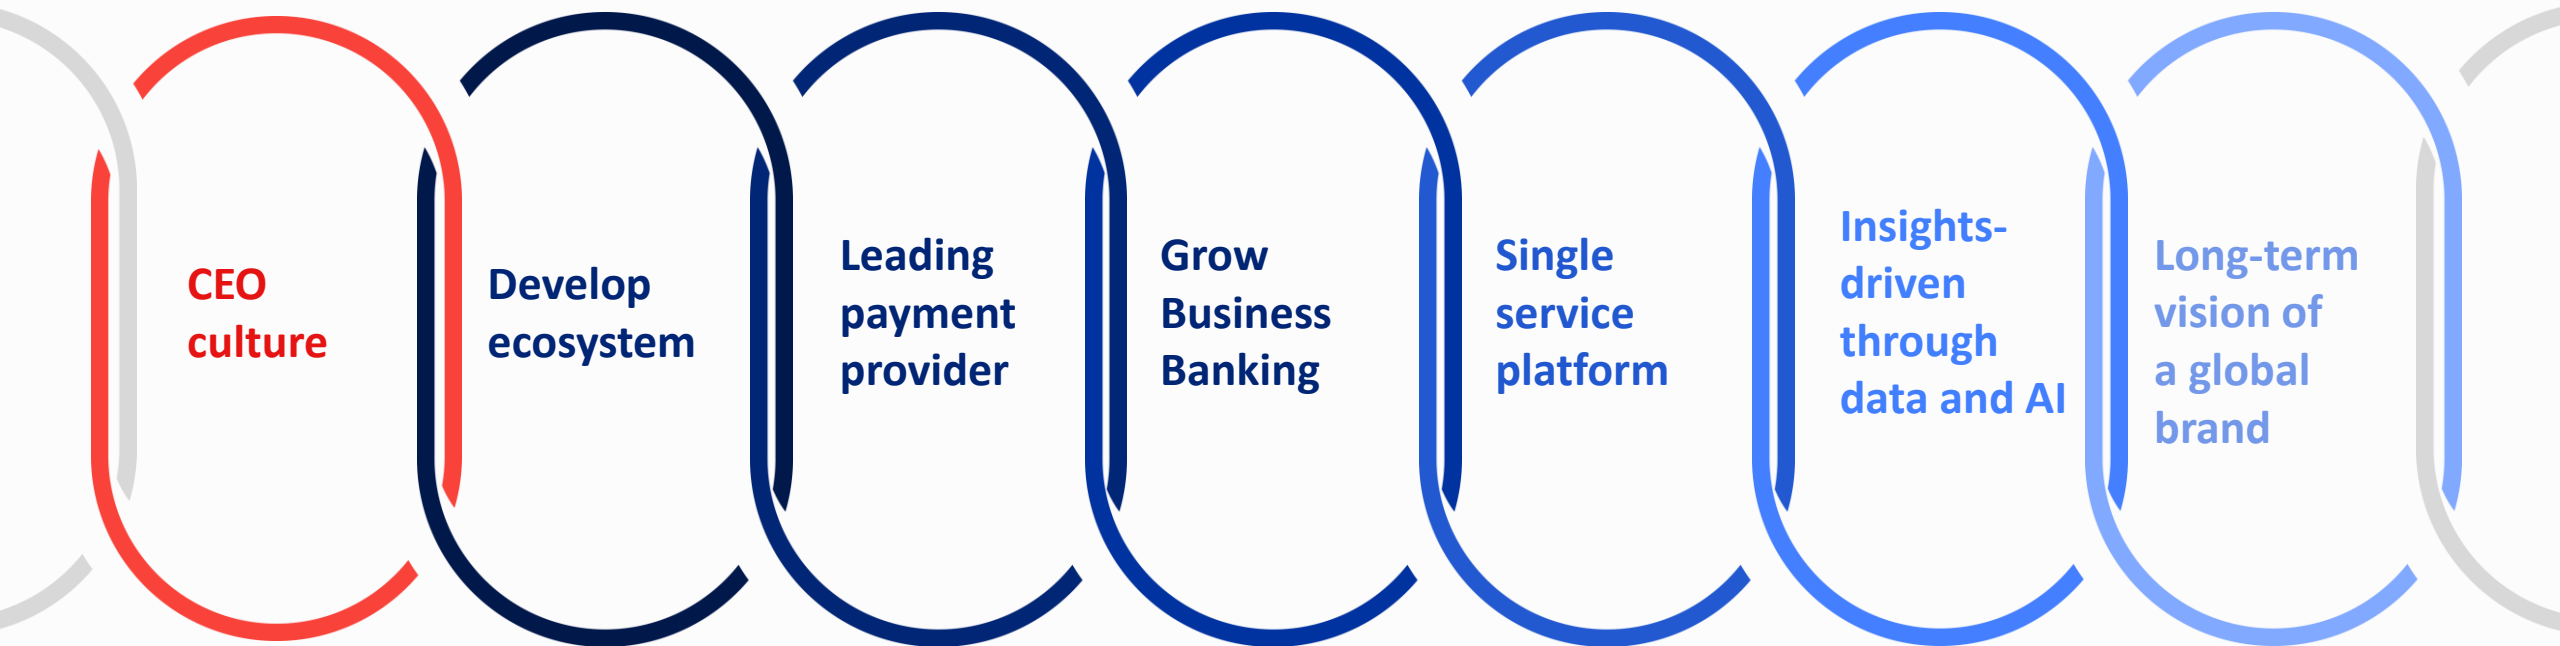 CEO
culture
Develop
ecosystem
Leading
payment
provider
Grow
Business
Banking
Single
service
platform
Insights-
driven
through
data and AI
Long-term
vision of
a global
brand